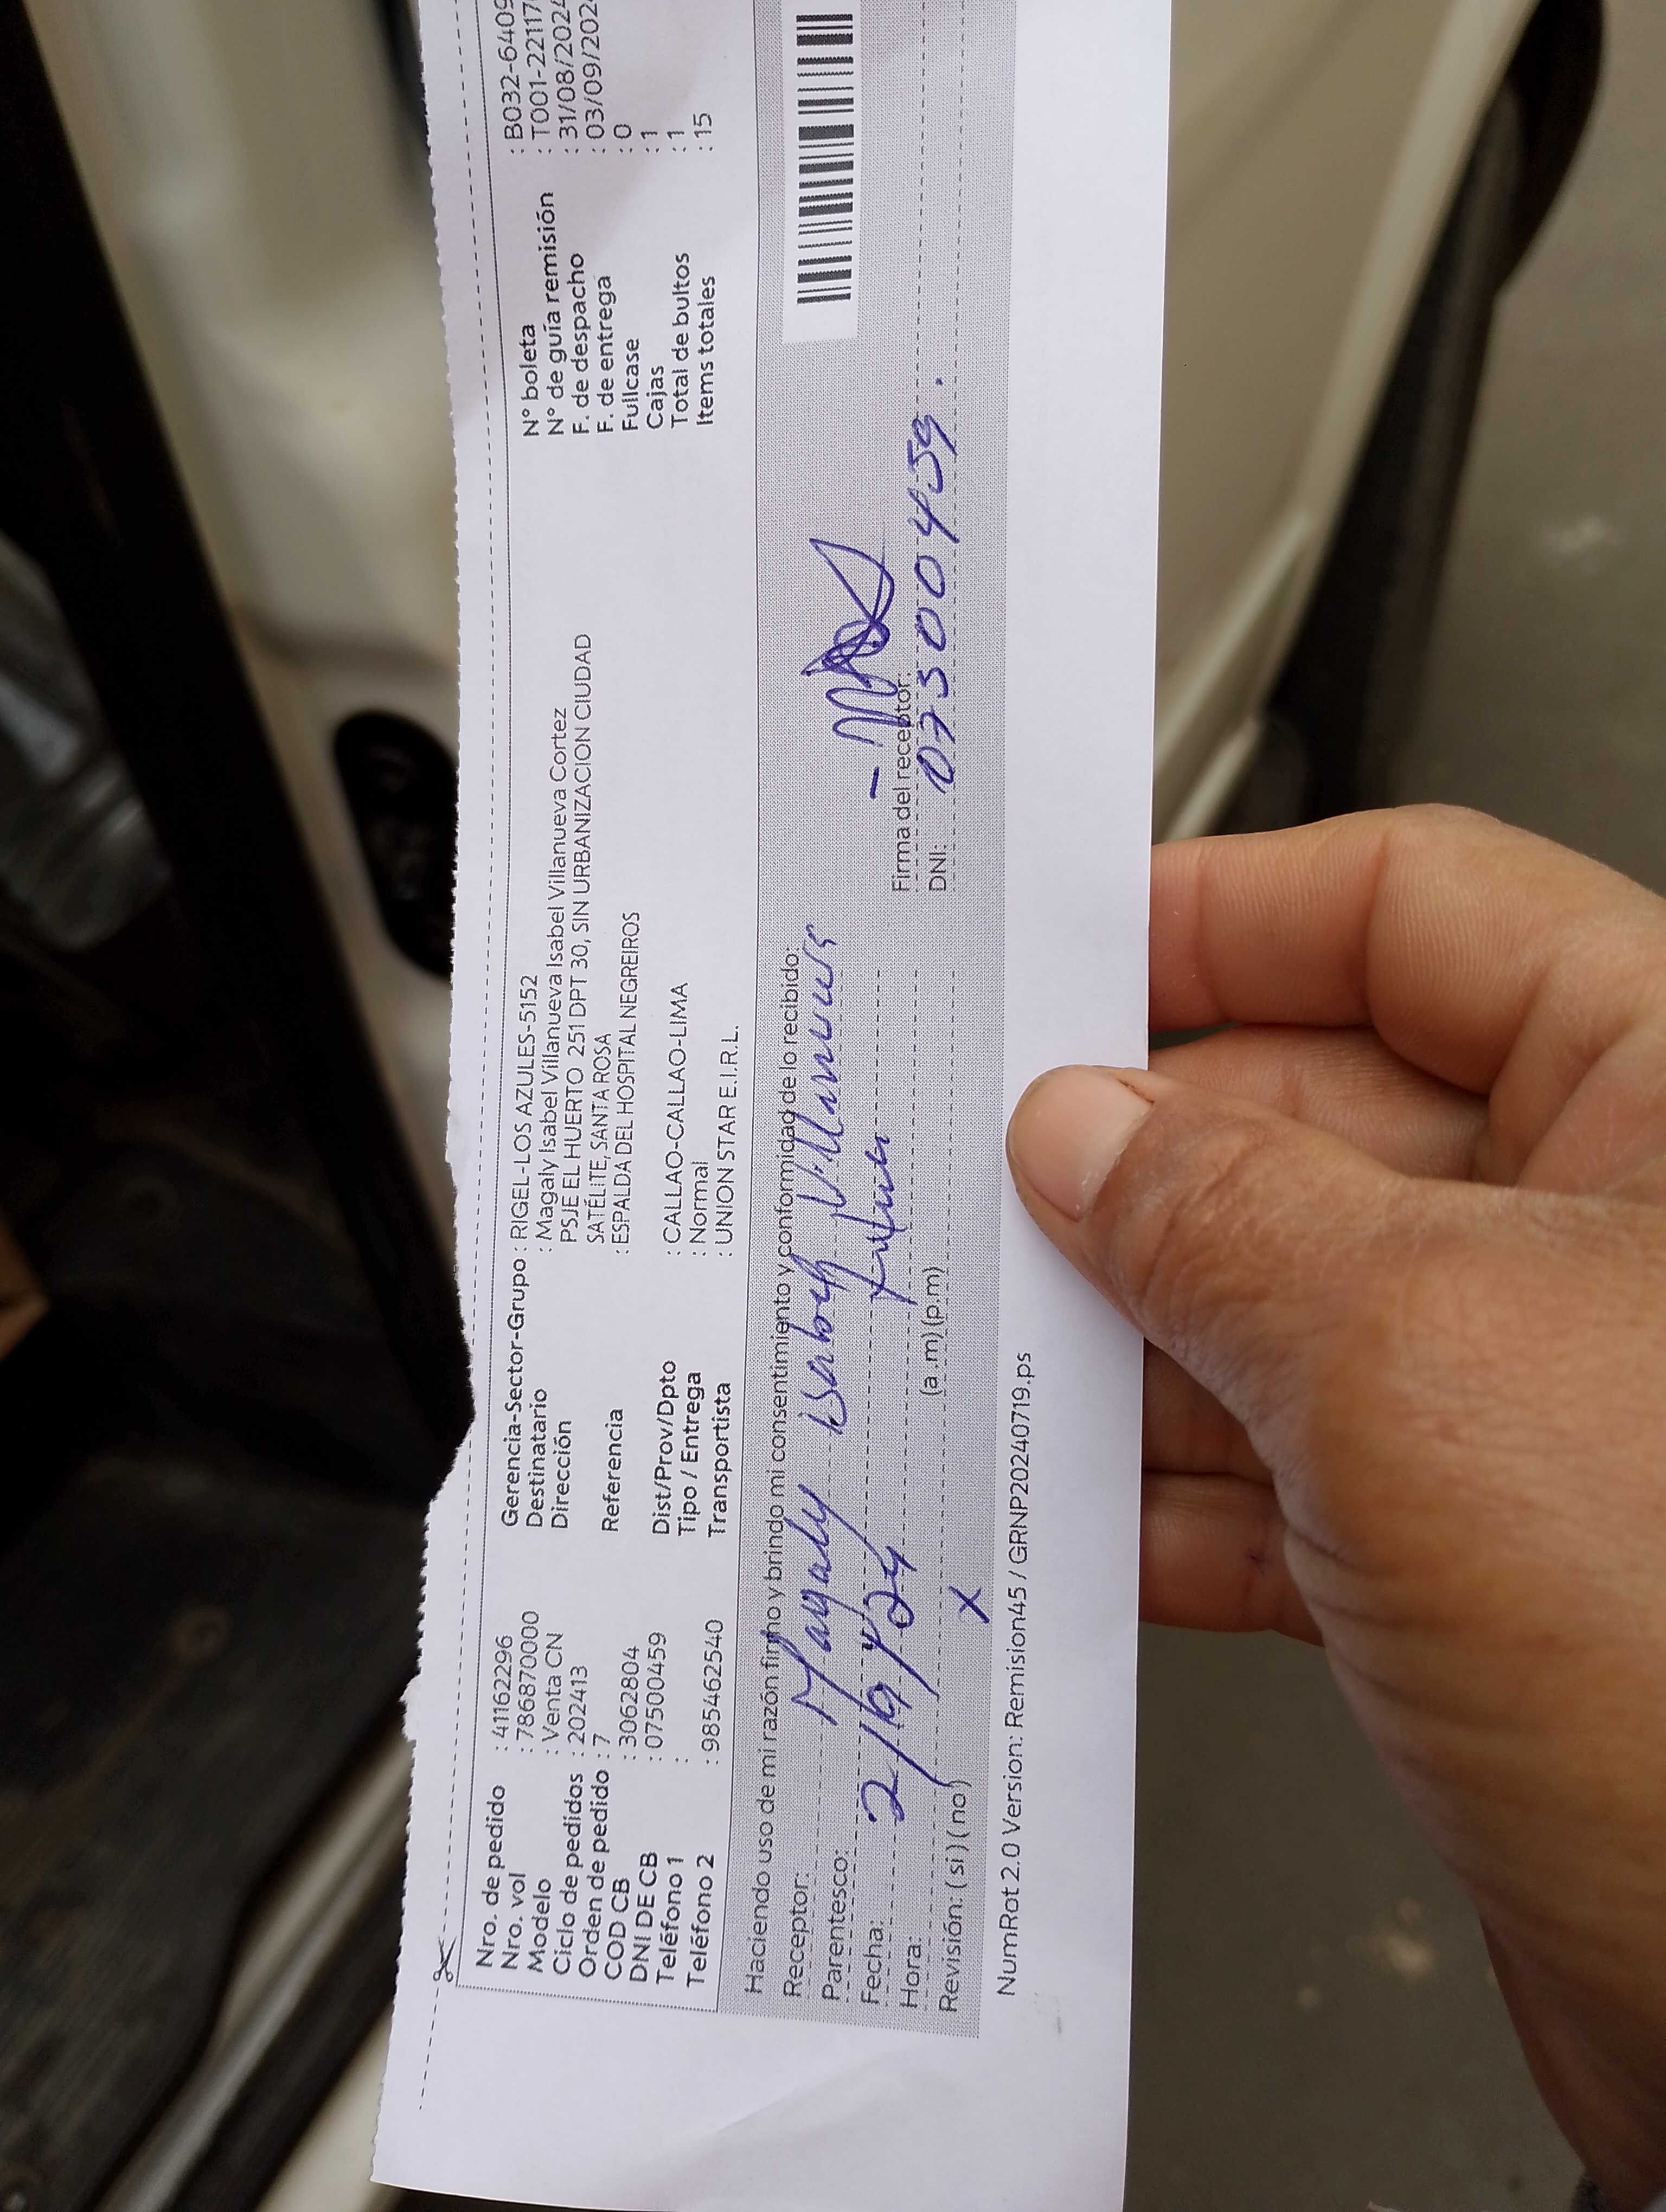 Nro. de pedido : 41162296
Nro. vol : 786870000
Modelo : Venta CN
Ciclo de pedidos : 202413
Orden de pedido : 7
COD CB : 3062804
DNI DE CB : 07500459
Teléfono 1 :
Teléfono 2 : 985462540
Gerencia-Sector-Grupo : RIGEL-LOS AZULES-5152
Destinatario : Magaly Isabel Villanueva Isabel Villanueva Cortez
Dirección PSJE EL HUERTO 251 DPT 30, SIN URBANIZACION CIUDAD
SATÉLITE, SANTA ROSA
Referencia : ESPALDA DEL HOSPITAL NEGREIROS
Dist/Prov/Dpto : CALLAO-CALLAO-LIMA
Tipo / Entrega : Normal
Transportista : UNION STAR E.I.R.L.
N° boleta : B032-6409
N° de guía remisión : T001-22117
F. de despacho : 31/08/2024
F. de entrega : 03/09/202
Fullcase : 0
Cajas : 1
Total de bultos : 1
Items totales : 15
Haciendo uso de mi razón firmo y brindo mi consentimiento y conformidad de lo recibido:
Receptor: Magaly Isabel Villanueva
Parentesco:
Fecha: 2/9/24
Hora: (a.m) (p.m)
Revisión: ( si ) ( no ) X
Firma del receptor:
DNI: 07500459.
NumRot 2.0 Version: Remision45 / GRNP20240719.ps